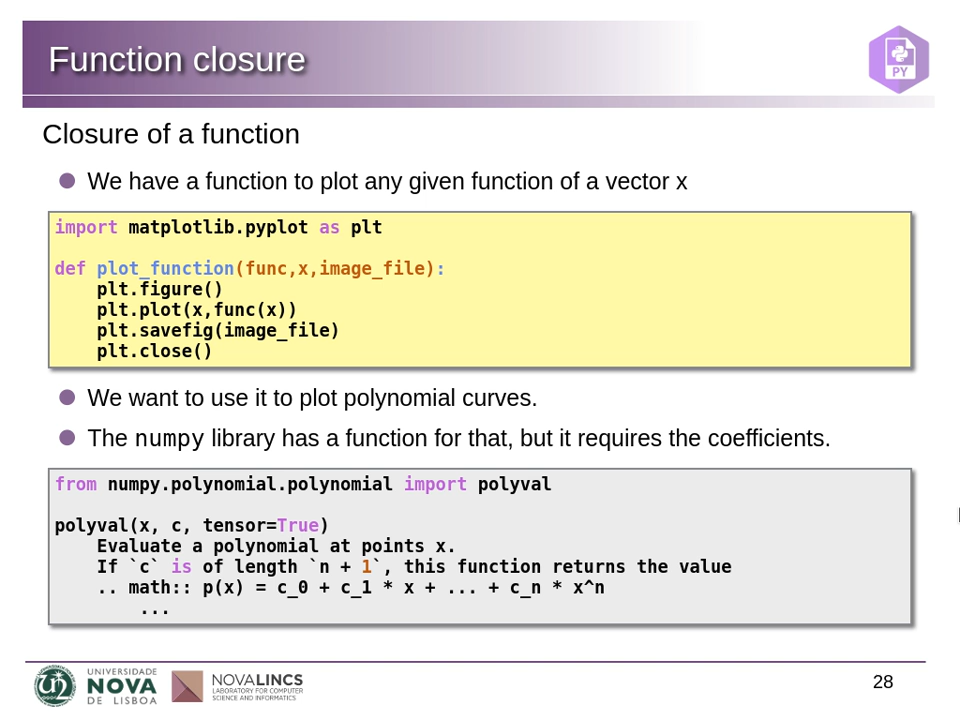 Function closure
PY
Closure of a function
We have a function to plot any given function of a vector x
import matplotlib.pyplot as plt
def plot_function(func,x,image_file):
    plt.figure()
    plt.plot(x,func(x))
    plt.savefig(image_file)
    plt.close()
We want to use it to plot polynomial curves.
The numpy library has a function for that, but it requires the coefficients.
from numpy.polynomial.polynomial import polyval
polyval(x, c, tensor=True)
    Evaluate a polynomial at points x.
    If `c` is of length `n + 1`, this function returns the value
    .. math:: p(x) = c_0 + c_1 * x + ... + c_n * x^n
        ...
UNIVERSIDADE
NOVA
DE LISBOA
NOVALINCS
LABORATORY FOR COMPUTER
SCIENCE AND INFORMATICS
28